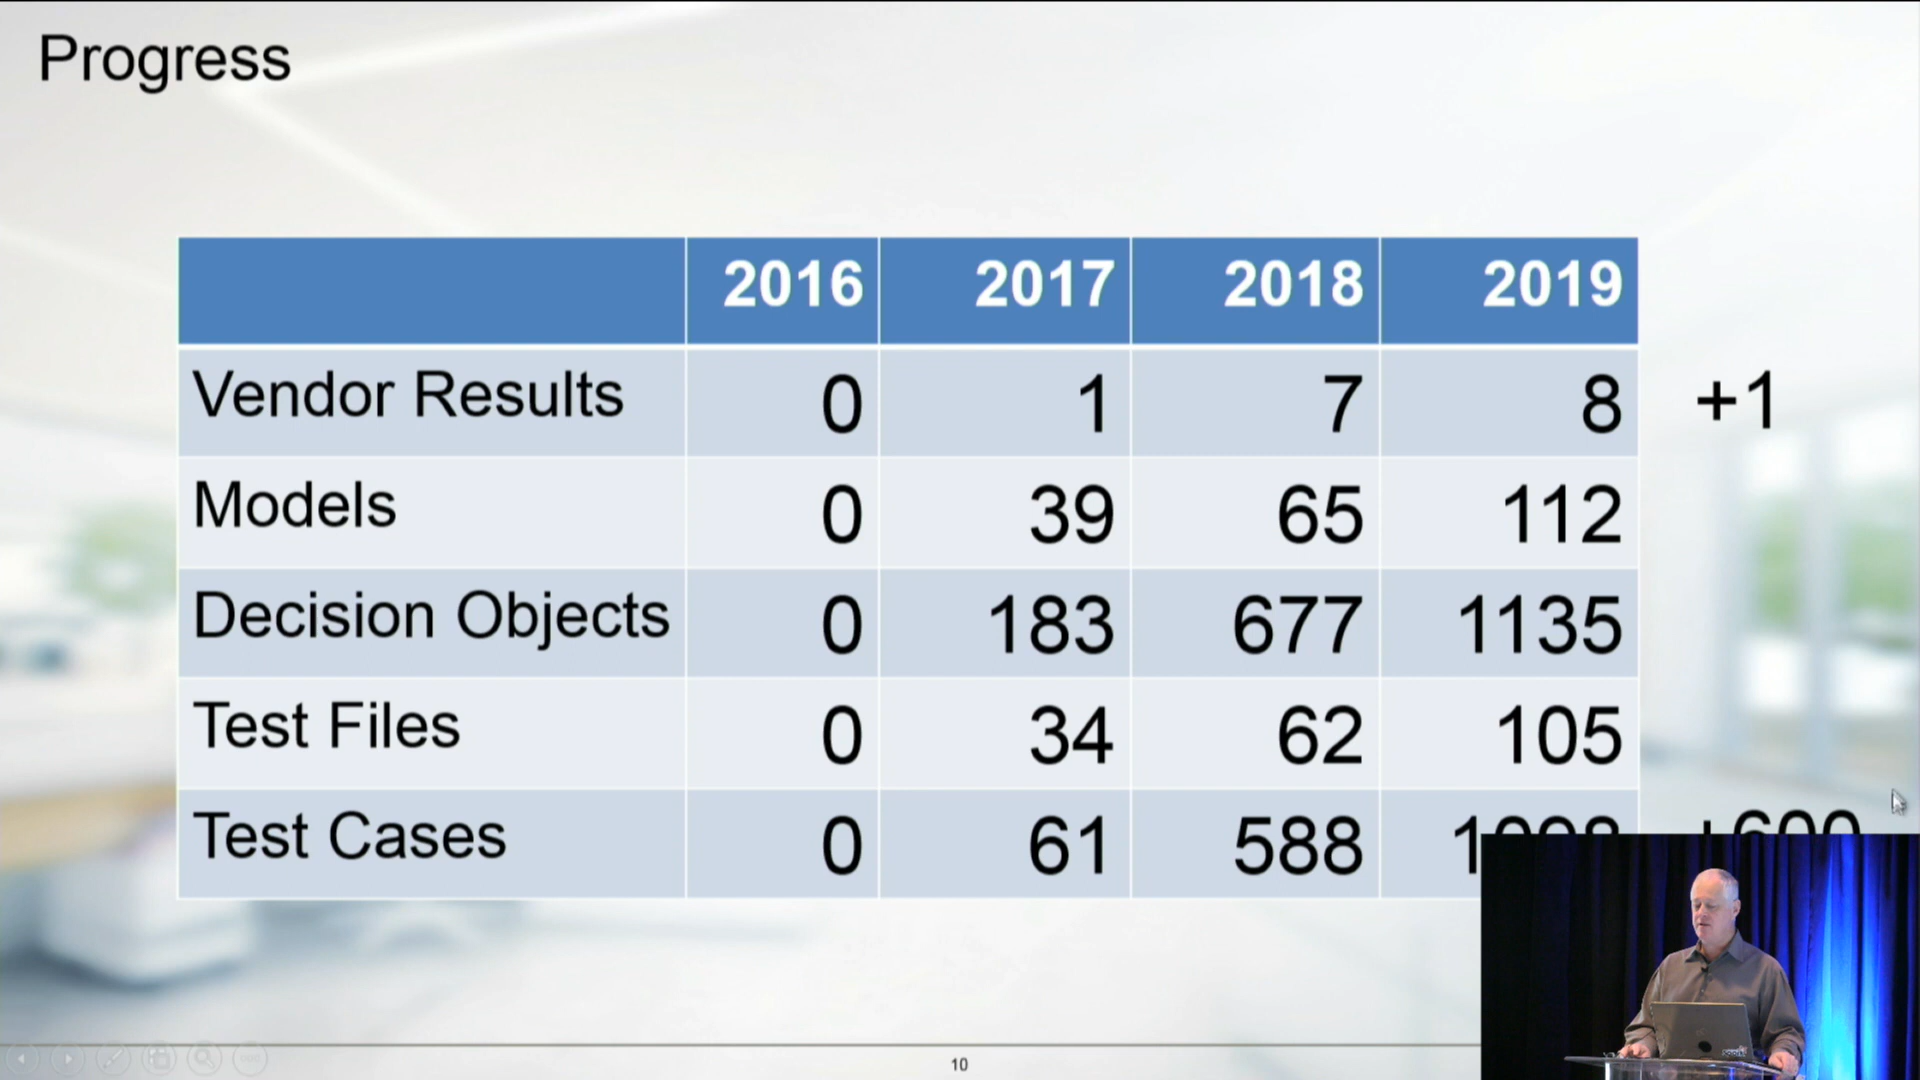 Progress
2016 2017 2018 2019
Vendor Results 0 1 7 8 +1
Models 0 39 65 112
Decision Objects 0 183 677 1135
Test Files 0 34 62 105
Test Cases 0 61 588
10